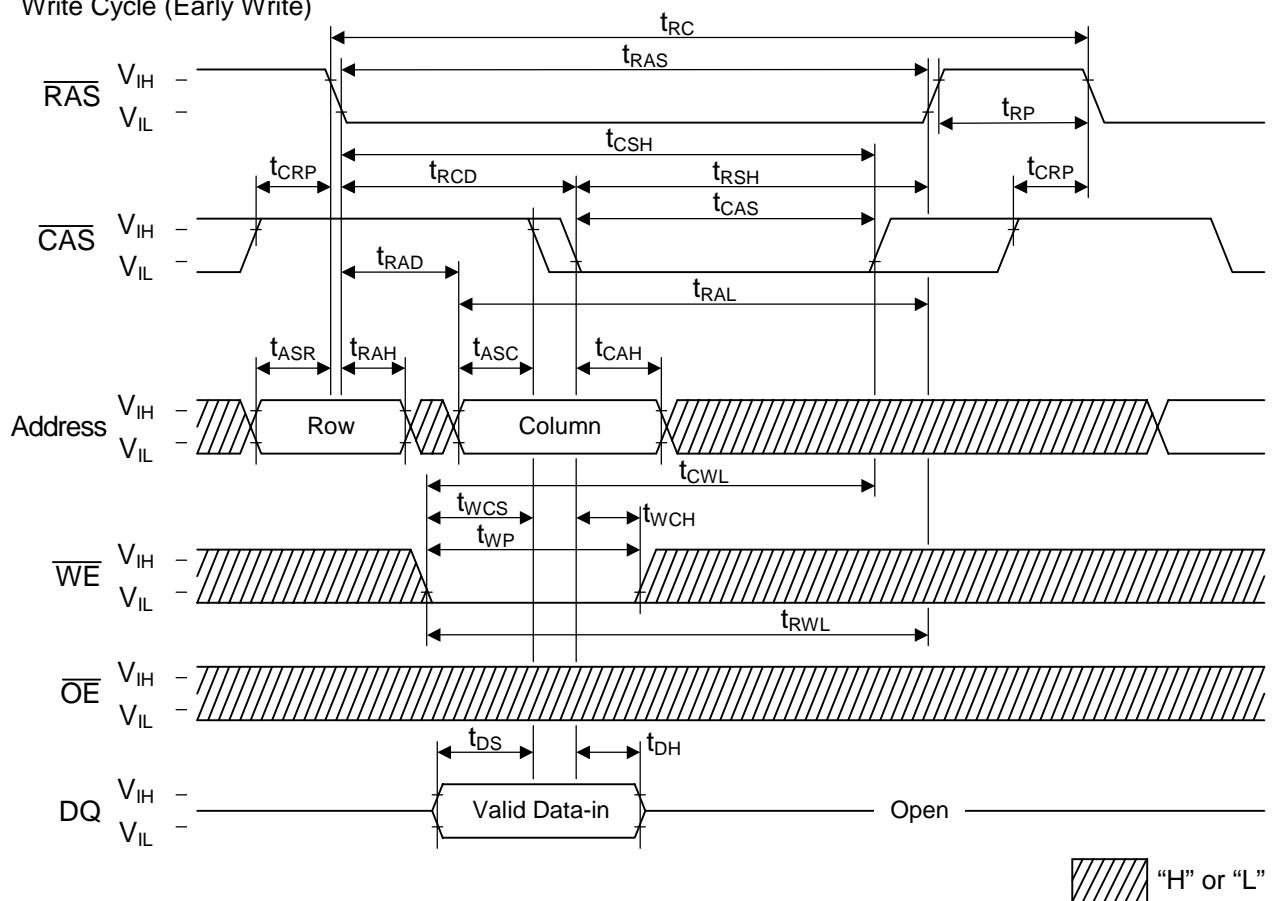 Write Cycle (Early Write)
tRC
tRAS
RAS
VIH
VIL
tRP
tCSH
tCRP
tRCD
tRSH
tCRP
tCAS
CAS
VIH
VIL
tRAD
tRAL
tASR
tRAH
tASC
tCAH
Address
VIH
VIL
Row
Column
tCWL
tWCS
tWCH
tWP
WE
VIH
VIL
tRWL
OE
VIH
VIL
tDS
tDH
DQ
VIH
VIL
Valid Data-in
Open
“H” or “L”